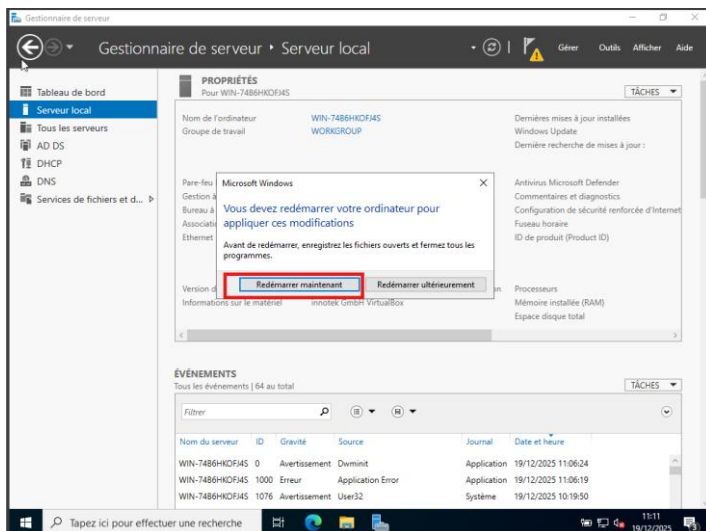 Gestionnaire de serveur
Gestionnaire de serveur ‣ Serveur local
Gérer Outils Afficher Aide
Tableau de bord
Serveur local
Tous les serveurs
AD DS
DHCP
DNS
Services de fichiers et d...
PROPRIÉTÉS
Pour WIN-74B6HKOFJ4S
TÂCHES
Nom de l'ordinateur WIN-74B6HKOFJ4S Dernières mises à jour installées
Groupe de travail WORKGROUP Windows Update
Dernière recherche de mises à jour :
Pare-feu Antivirus Microsoft Defender
Gestion à Commentaires et diagnostics
Bureau à Configuration de sécurité renforcée d'Internet
Associati Fuseau horaire
Ethernet ID de produit (Product ID)
Microsoft Windows
Vous devez redémarrer votre ordinateur pour
appliquer ces modifications
Avant de redémarrer, enregistrez les fichiers ouverts et fermez tous les
programmes.
Redémarrer maintenant Redémarrer ultérieurement
Version d on Processeurs
Informations sur le matériel innotek GmbH VirtualBox Mémoire installée (RAM)
Espace disque total
ÉVÉNEMENTS
Tous les événements | 64 au total
TÂCHES
Filtrer
Nom du serveur ID Gravité Source Journal Date et heure
WIN-74B6HKOFJ4S 0 Avertissement Dwminit Application 19/12/2025 11:06:24
WIN-74B6HKOFJ4S 1000 Erreur Application Error Application 19/12/2025 11:06:19
WIN-74B6HKOFJ4S 1076 Avertissement User32 Système 19/12/2025 10:19:50
Tapez ici pour effectuer une recherche
11:11
19/12/2025